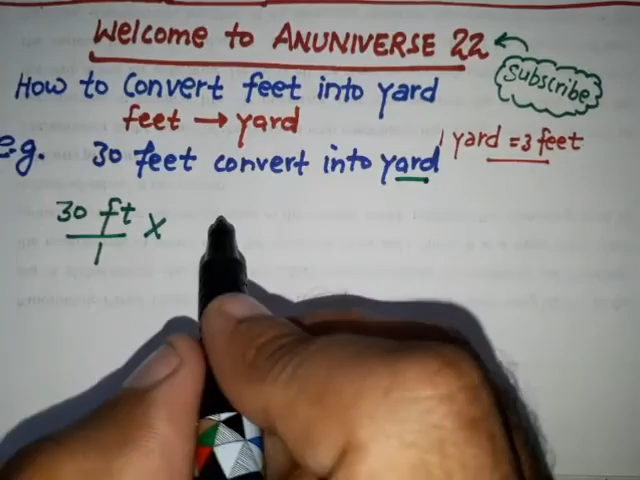 Welcome to ANUNIVERSE 22
Subscribe
How to convert feet into yard
feet → yard
1 yard = 3 feet
e.g. 30 feet convert into yard
30 ft ×
1